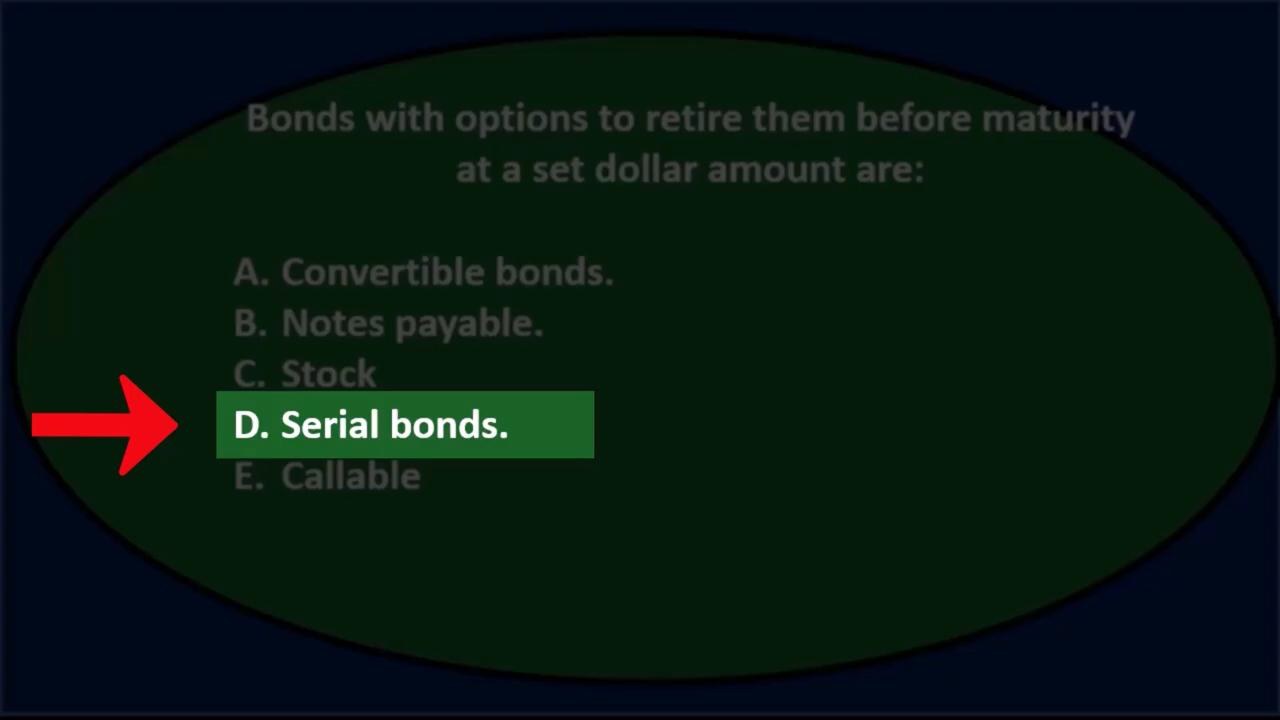 Bonds with options to retire them before maturity
at a set dollar amount are:
A. Convertible bonds.
B. Notes payable.
C. Stock
D. Serial bonds.
E. Callable